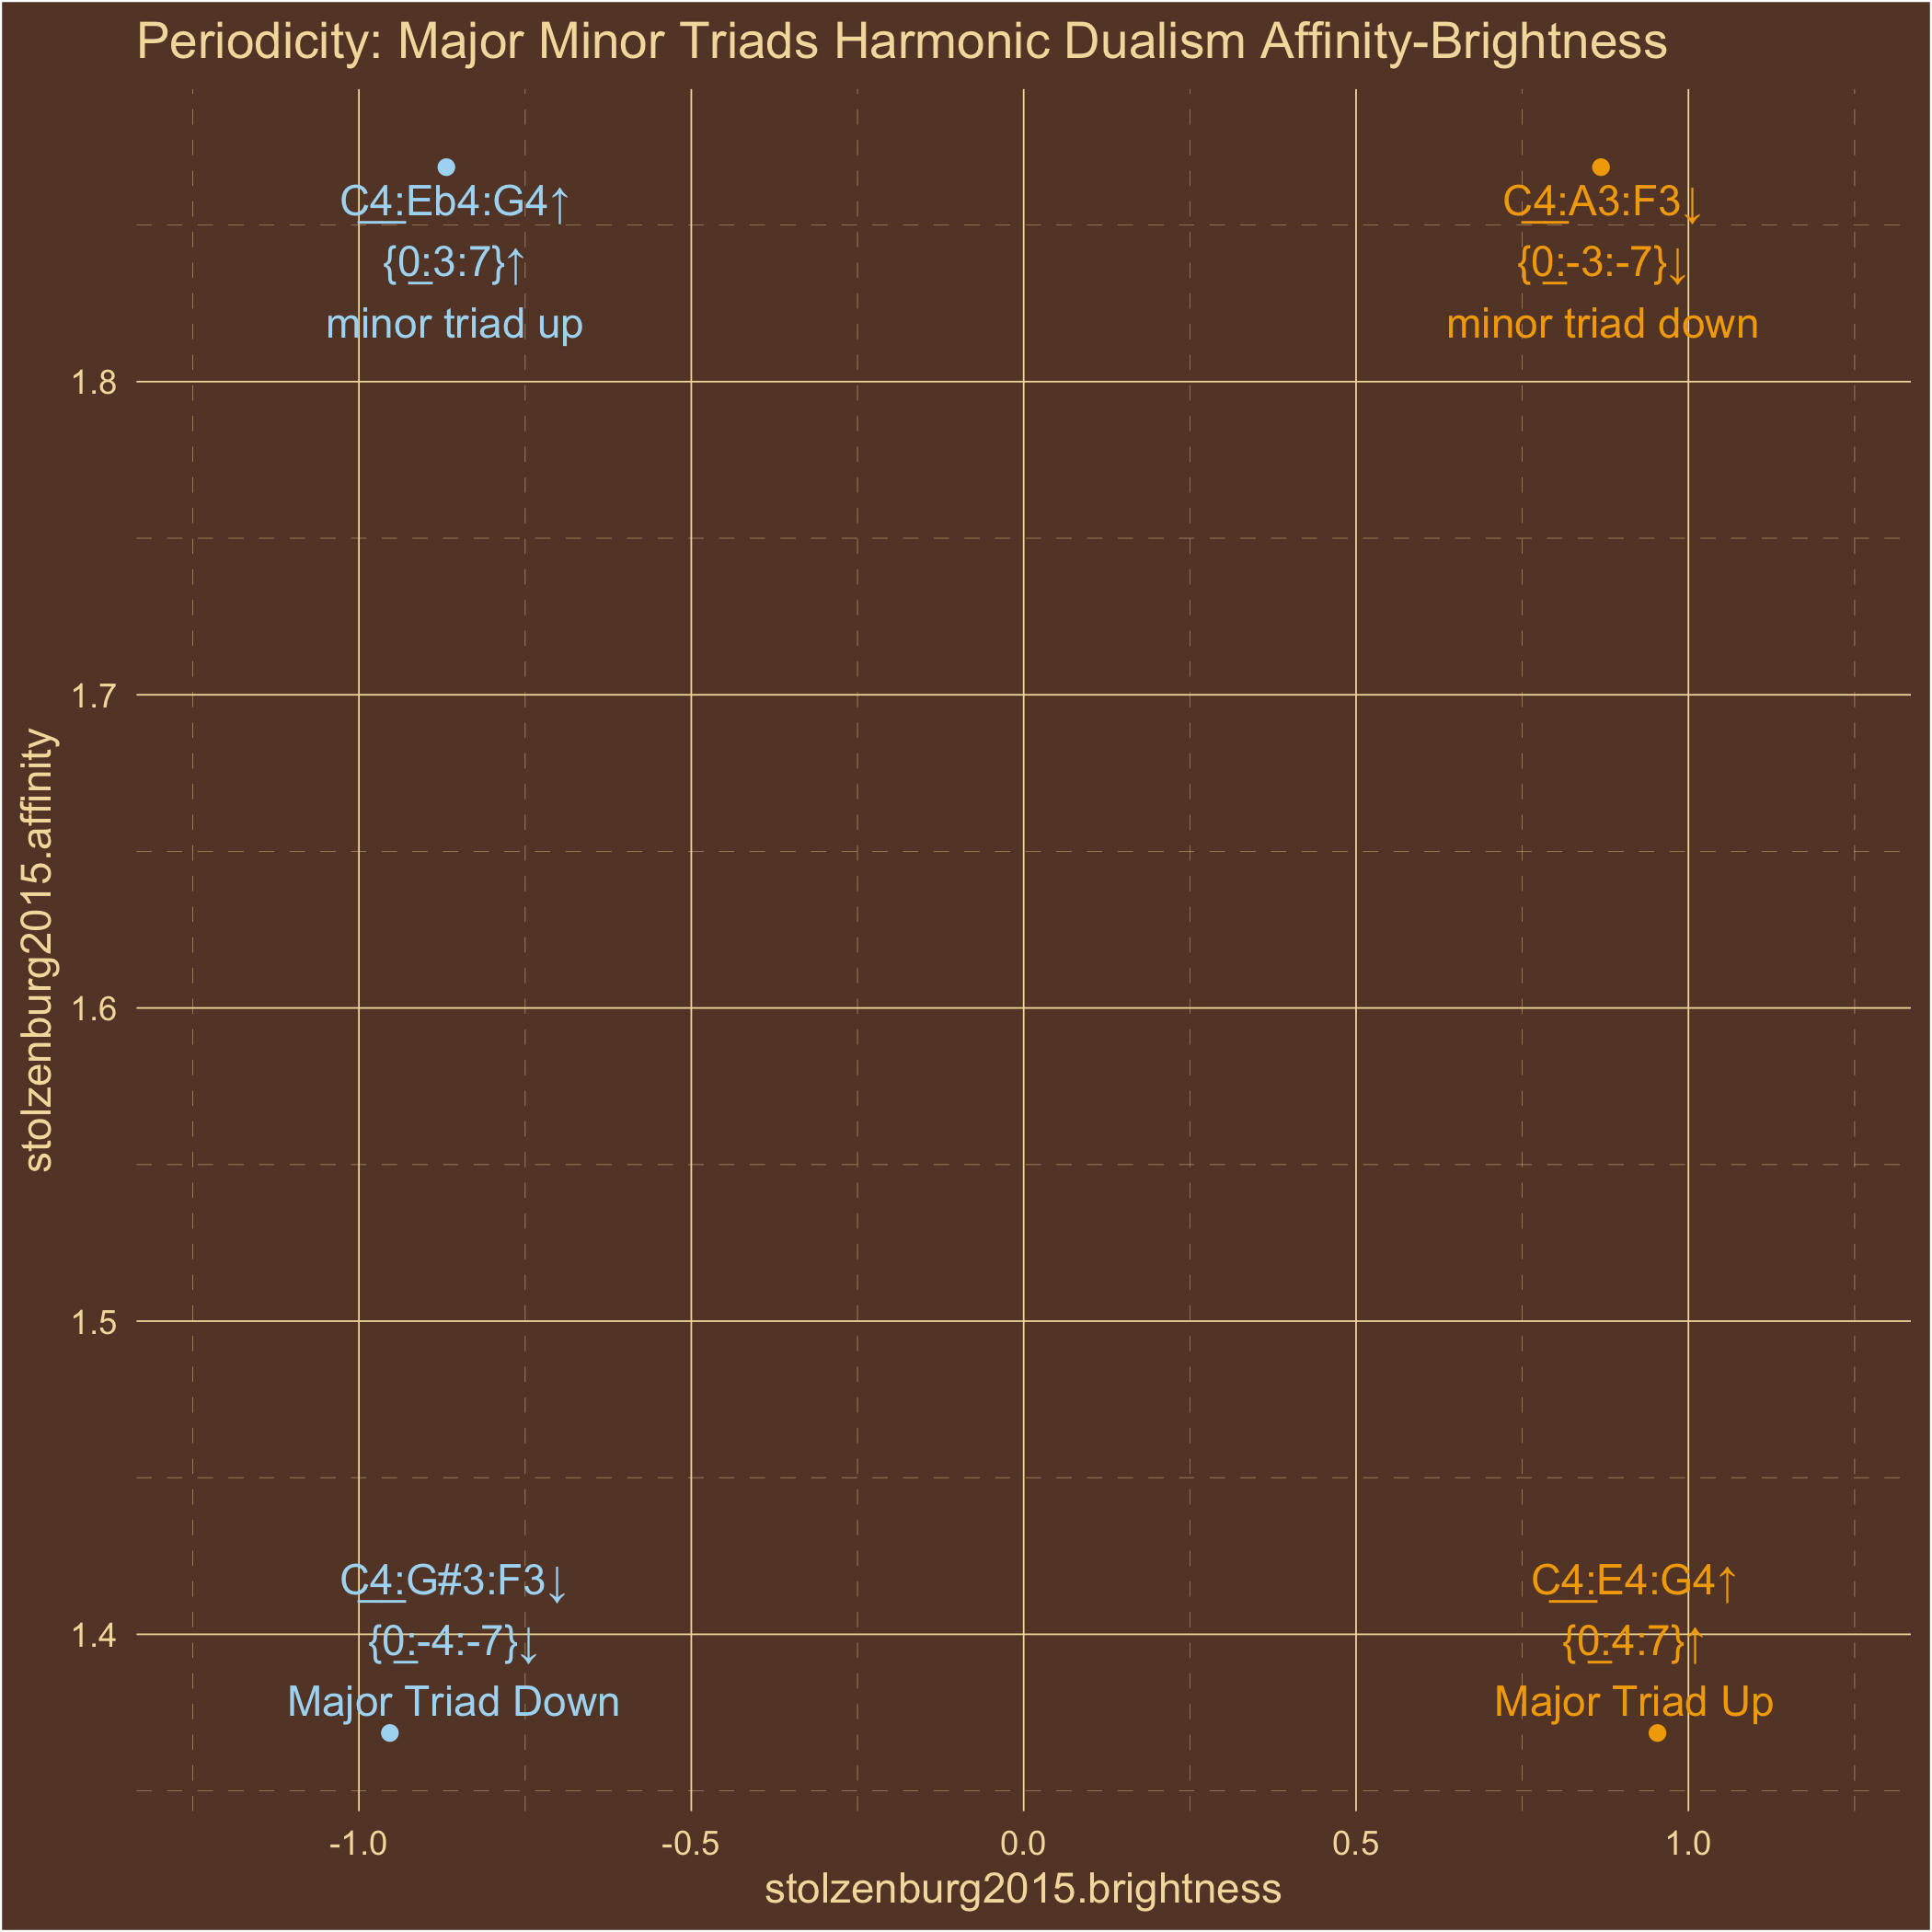 Periodicity: Major Minor Triads Harmonic Dualism Affinity-Brightness
C4:Eb4:G4↑
{0:3:7}↑
minor triad up
C4:A3:F3↓
{0:-3:-7}↓
minor triad down
1.8
1.7
1.6
1.5
1.4
stolzenburg2015.affinity
C4:G#3:F3↓
{0:-4:-7}↓
Major Triad Down
C4:E4:G4↑
{0:4:7}↑
Major Triad Up
-1.0
-0.5
0.0
0.5
1.0
stolzenburg2015.brightness